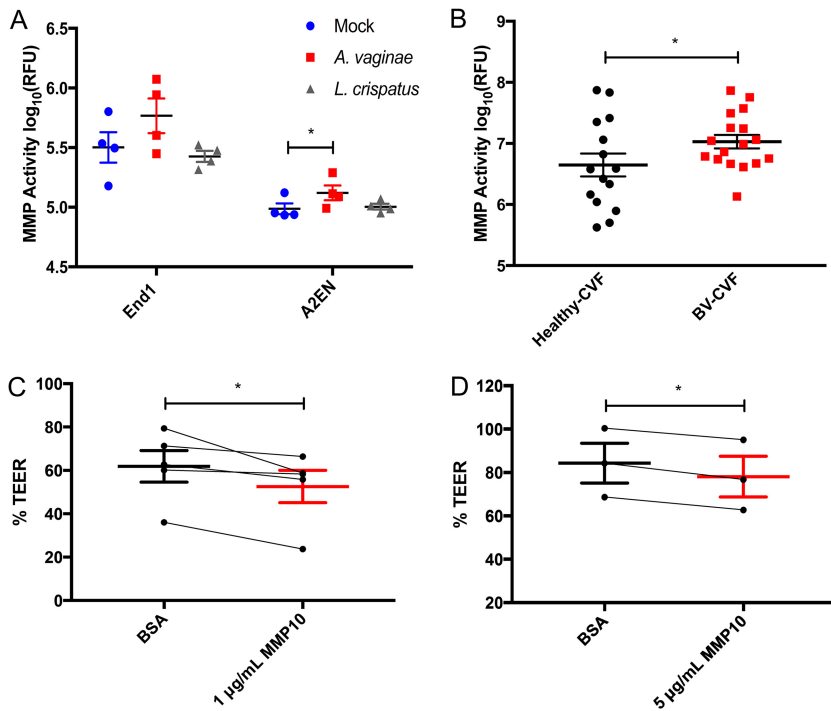 A
MMP Activity log10(RFU)
6.5
6.0
5.5
5.0
4.5
Mock
A. vaginae
L. crispatus
*
End1
A2EN
B
MMP Activity log10(RFU)
9
8
7
6
5
*
Healthy-CVF
BV-CVF
C
% TEER
100
80
60
40
20
0
*
BSA
1 µg/mL MMP10
D
% TEER
120
100
80
60
40
20
*
BSA
5 µg/mL MMP10